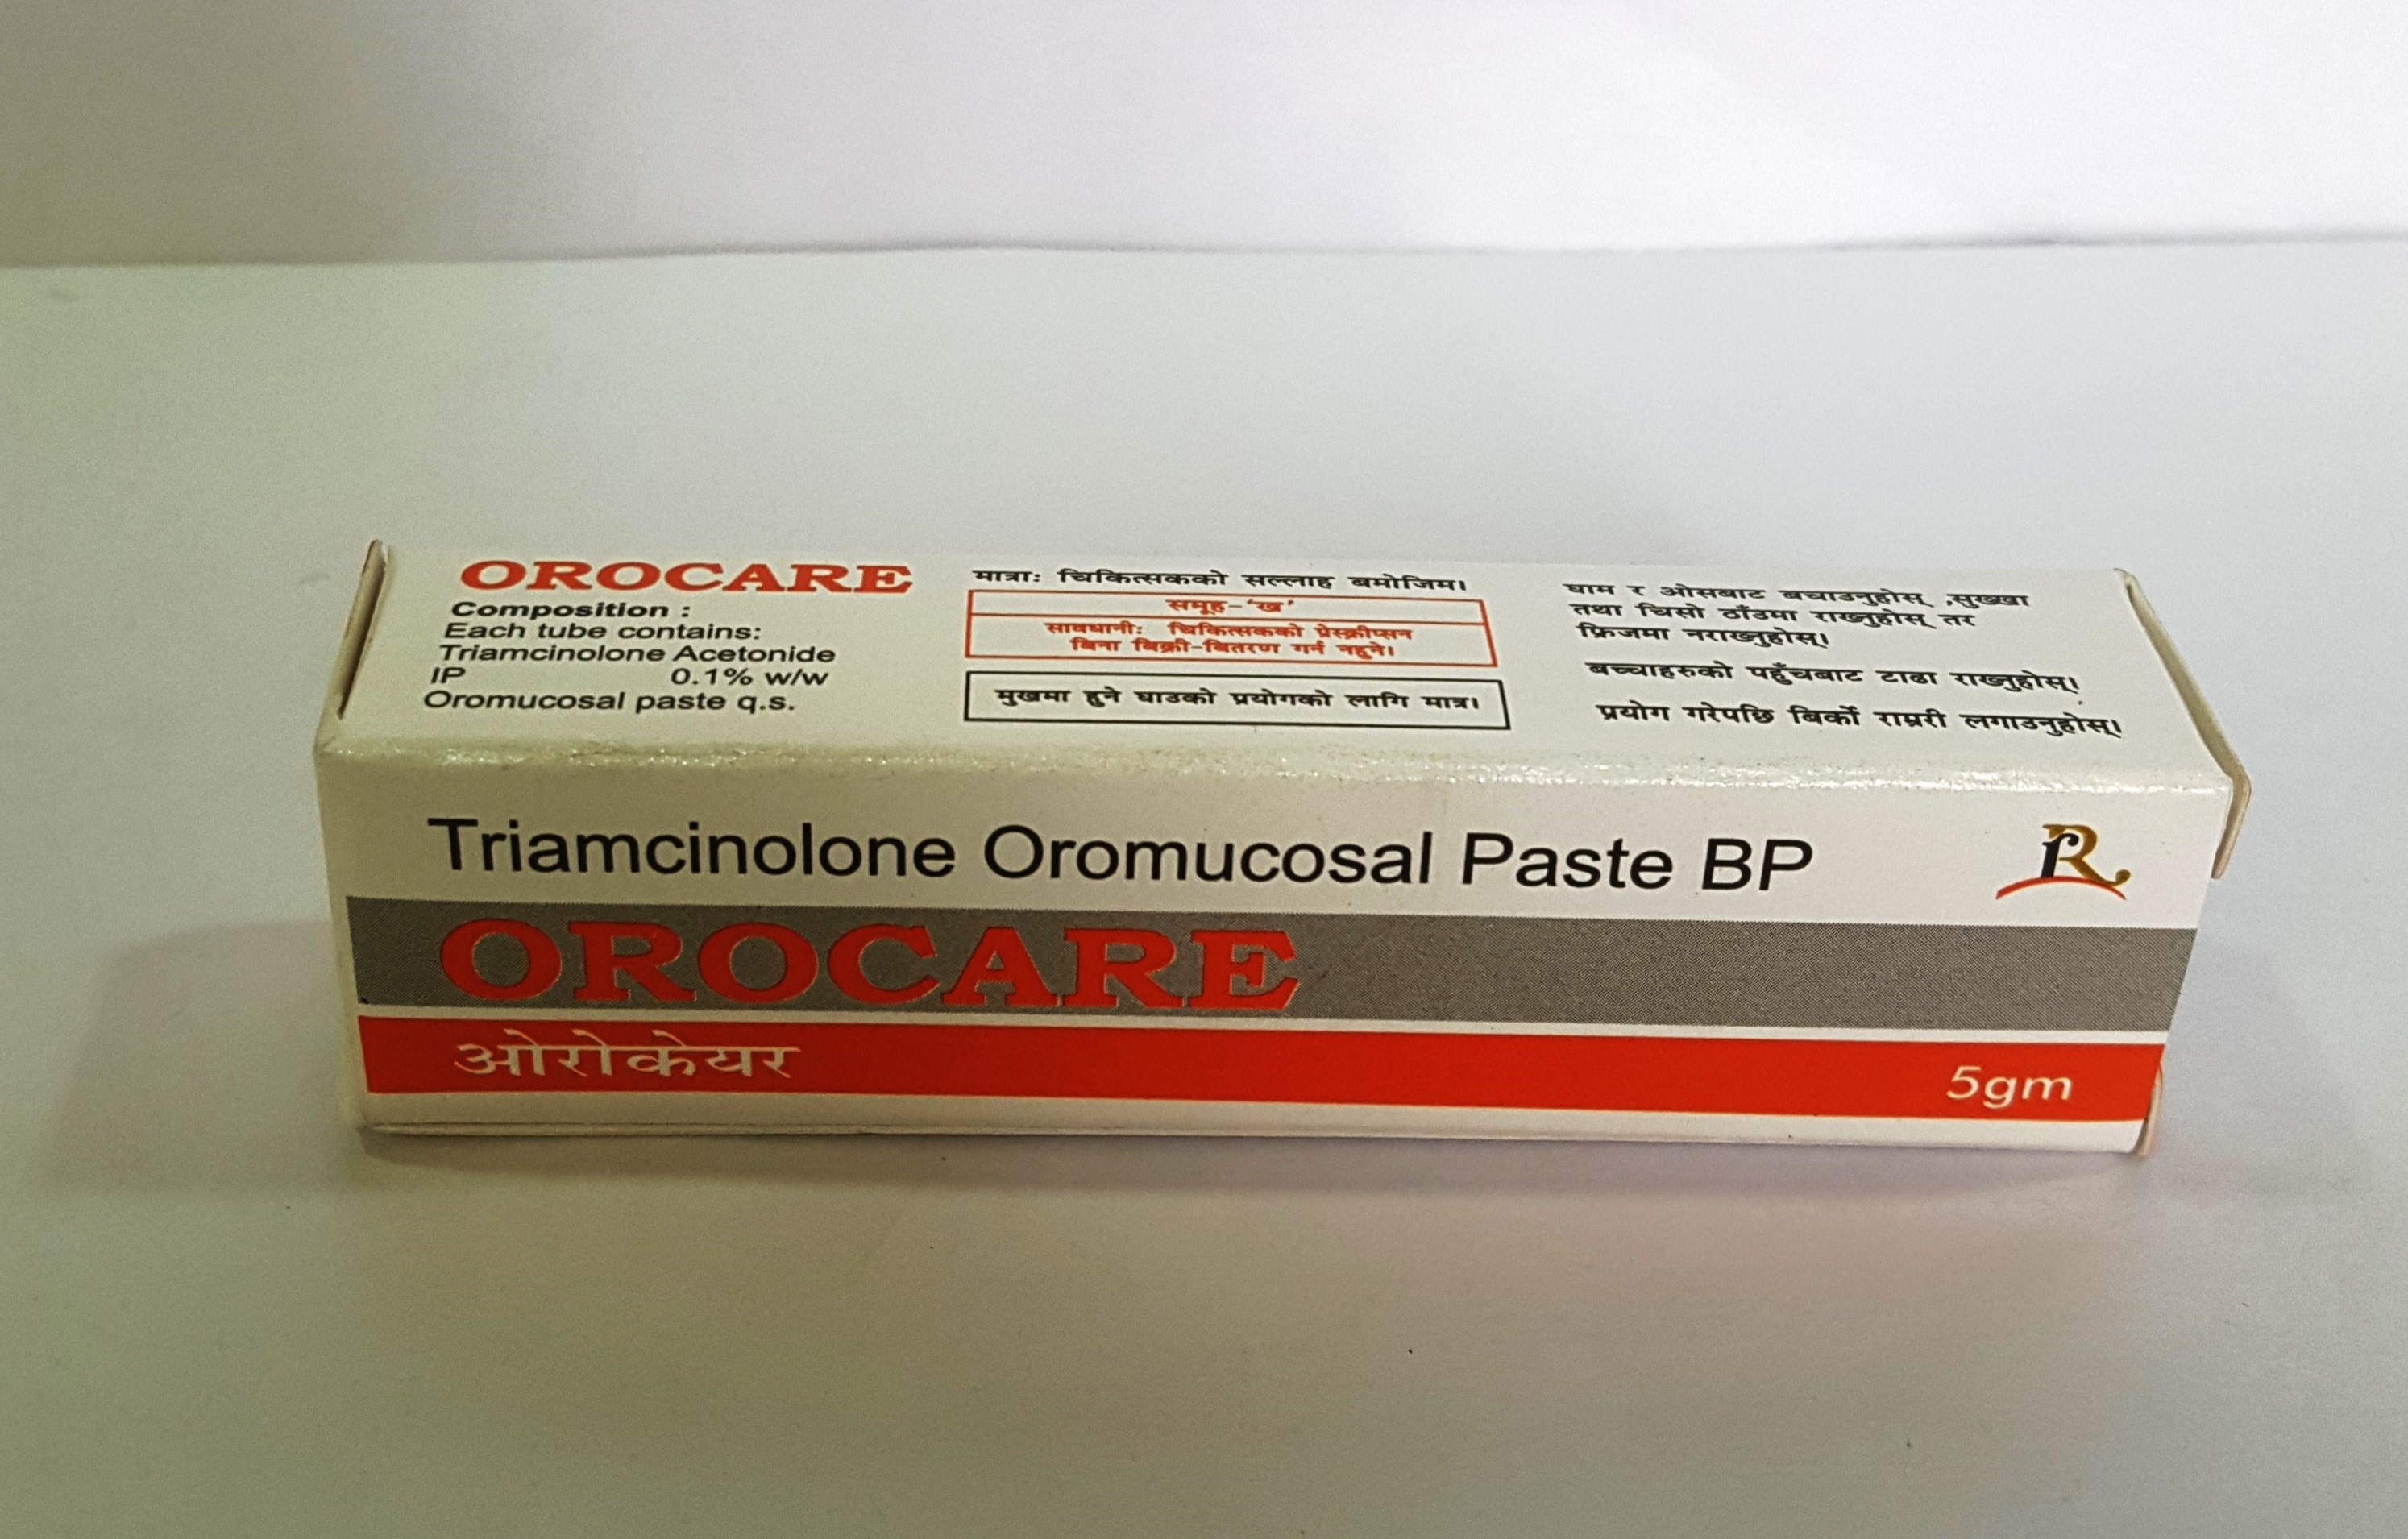 OROCARE
Composition :
Each tube contains:
Triamcinolone Acetonide
IP 0.1% w/w
Oromucosal paste q.s.
मात्राः चिकित्सकको सल्लाह बमोजिम।
समूह-‘ख’
सावधानीः चिकित्सकको प्रेस्क्रीप्सन
बिना बिक्री-बितरण गर्न नहुने।
मुखमा हुने घाउको प्रयोगको लागि मात्र।
घाम र ओसबाट बचाउनुहोस् ,सुख्खा
तथा चिसो ठाँउमा राख्नुहोस् तर
फ्रिजमा नराख्नुहोस्।
बच्चाहरुको पहुँचबाट टाढा राख्नुहोस्।
प्रयोग गरेपछि बिर्को राम्ररी लगाउनुहोस्।
Triamcinolone Oromucosal Paste BP
OROCARE
ओरोकेयर
5gm